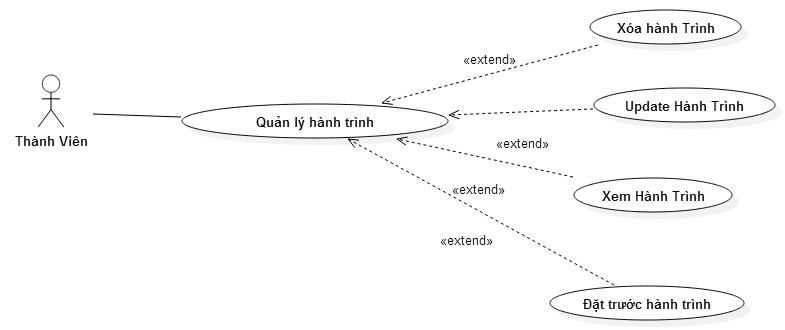 Xóa hành Trình
«extend»
Update Hành Trình
Quản lý hành trình
Thành Viên
«extend»
Xem Hành Trình
«extend»
«extend»
Đặt trước hành trình